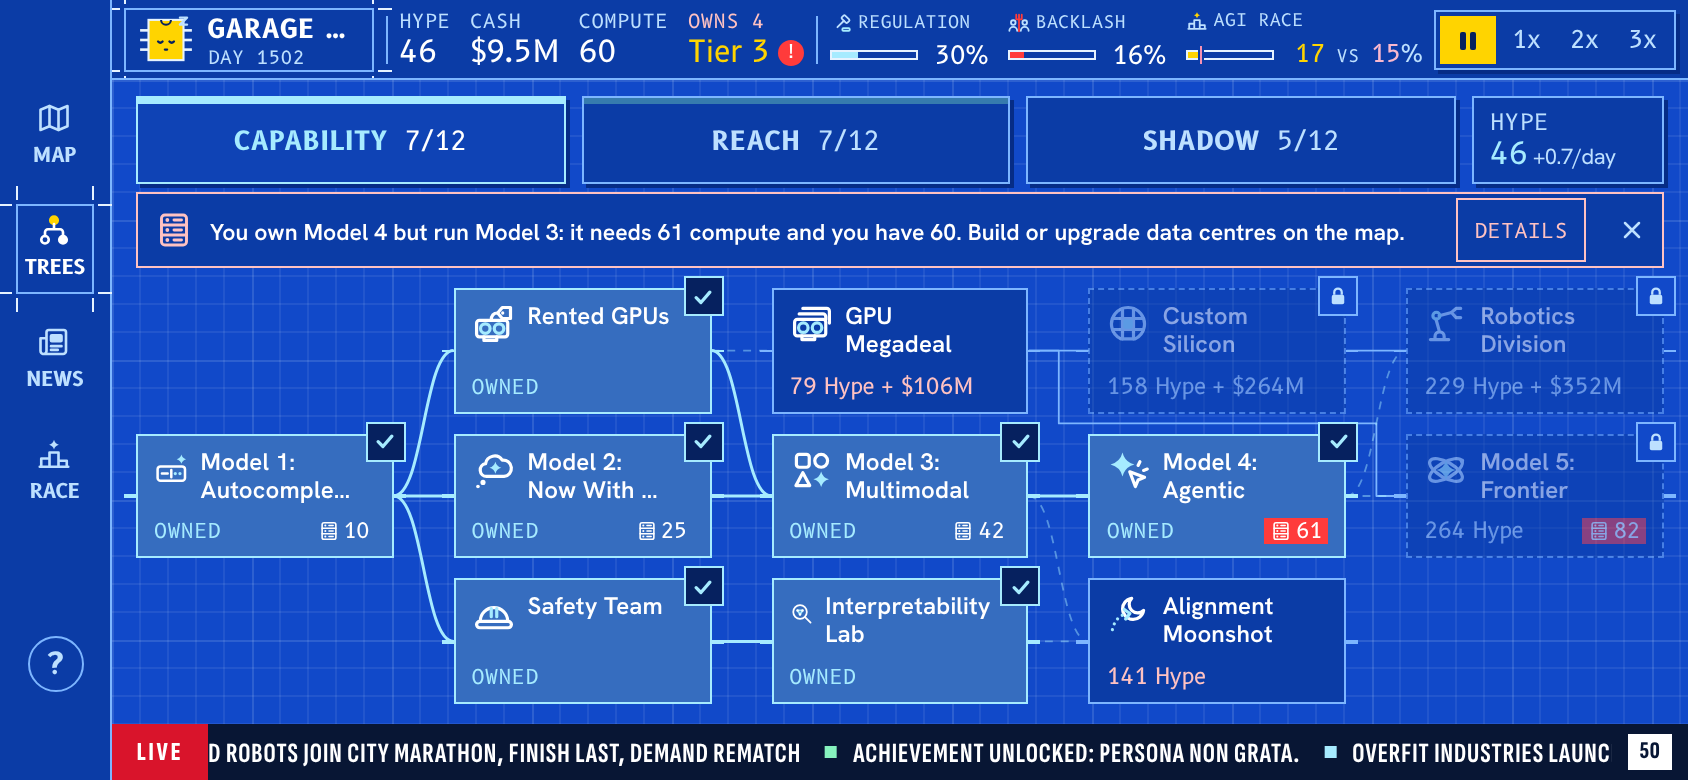 GARAGE ...
DAY 1502
HYPE
46
CASH
$9.5M
COMPUTE
60
OWNS 4
Tier 3 !
REGULATION
30%
BACKLASH
16%
AGI RACE
17 VS 15%
1x 2x 3x
MAP
TREES
NEWS
RACE
?
CAPABILITY 7/12
REACH 7/12
SHADOW 5/12
HYPE
46 +0.7/day
You own Model 4 but run Model 3: it needs 61 compute and you have 60. Build or upgrade data centres on the map.
DETAILS
Rented GPUs
OWNED
GPU
Megadeal
79 Hype + $106M
Custom
Silicon
158 Hype + $264M
Robotics
Division
229 Hype + $352M
Model 1:
Autocomple...
OWNED 10
Model 2:
Now With ...
OWNED 25
Model 3:
Multimodal
OWNED 42
Model 4:
Agentic
OWNED 61
Model 5:
Frontier
264 Hype 82
Safety Team
OWNED
Interpretability
Lab
OWNED
Alignment
Moonshot
141 Hype
LIVE
D ROBOTS JOIN CITY MARATHON, FINISH LAST, DEMAND REMATCH ACHIEVEMENT UNLOCKED: PERSONA NON GRATA. OVERFIT INDUSTRIES LAUNC
50